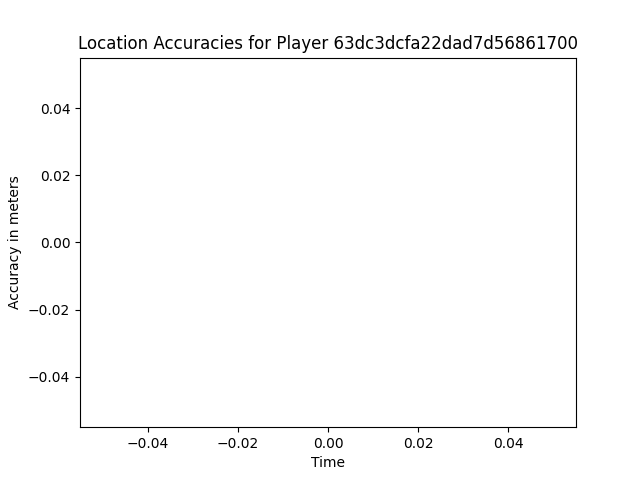 Location Accuracies for Player 63dc3dcfa22dad7d56861700
0.04
0.02
0.00
−0.02
−0.04
Accuracy in meters
−0.04 −0.02 0.00 0.02 0.04
Time